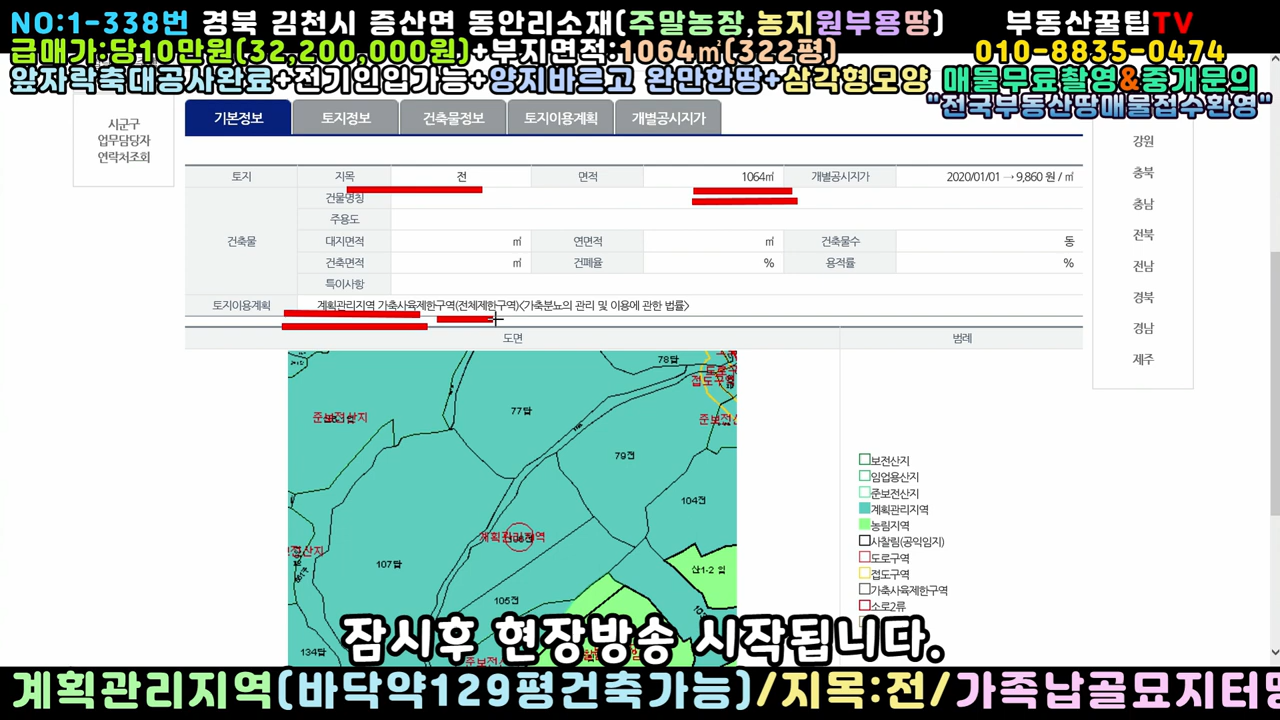 NO:1-338번 경북 김천시 증산면 동안리소재(주말농장,농지원부용땅) 부동산꿀팁TV
급매가:당10만원(32,200,000원)+부지면적:1064㎡(322평) 010-8835-0474
앞자락축대공사완료+전기인입가능+양지바르고 완만한땅+삼각형모양 매물무료촬영&중개문의
"전국부동산땅매물접수환영"
시군구
업무담당자
연락처조회
기본정보 토지정보 건축물정보 토지이용계획 개별공시지가
토지 지목 전 면적 1064㎡ 개별공시지가 2020/01/01 → 9,860 원 / ㎡
건축물
건물명칭
주용도
대지면적 ㎡ 연면적 ㎡ 건축물수 동
건축면적 ㎡ 건폐율 % 용적률 %
특이사항
토지이용계획 계획관리지역 가축사육제한구역(전체제한구역)<가축분뇨의 관리 및 이용에 관한 법률>
도면 범례
강원
충북
충남
전북
전남
경북
경남
제주
78답
접도구역
준보전산지
77답
준보전산
79전
104전
계획관리지역
107답
산1-2 임
105전
134답
보전산지
임업용산지
준보전산지
계획관리지역
농림지역
사찰림(공익임지)
도로구역
접도구역
가축사육제한구역
소로2류
잠시후 현장방송 시작됩니다.
계획관리지역(바닥약129평건축가능)/지목:전/가족납골묘지터